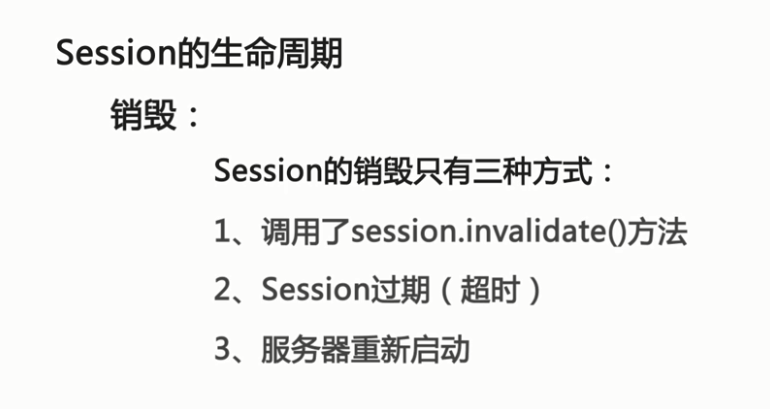 Session的生命周期
销毁：
Session的销毁只有三种方式：
1、调用了session.invalidate()方法
2、Session过期（超时）
3、服务器重新启动